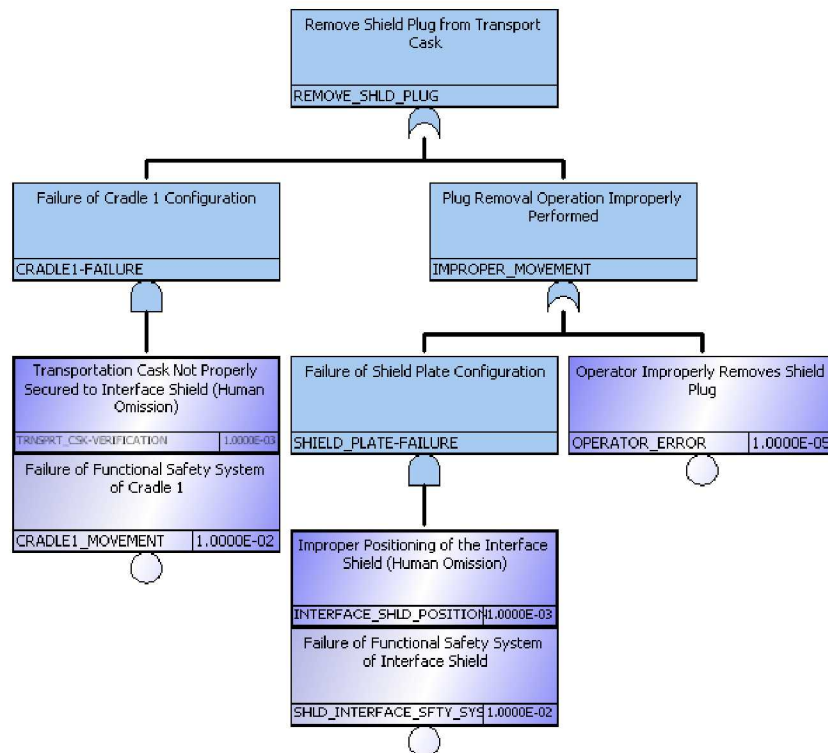 Remove Shield Plug from Transport
Cask
REMOVE_SHLD_PLUG
Failure of Cradle 1 Configuration
CRADLE1-FAILURE
Plug Removal Operation Improperly
Performed
IMPROPER_MOVEMENT
Transportation Cask Not Properly
Secured to Interface Shield (Human
Omission)
TRNSPRT_CSK-VERIFICATION 1.0000E-03
Failure of Functional Safety System
of Cradle 1
CRADLE1_MOVEMENT 1.0000E-02
Failure of Shield Plate Configuration
SHIELD_PLATE-FAILURE
Operator Improperly Removes Shield
Plug
OPERATOR_ERROR 1.0000E-05
Improper Positioning of the Interface
Shield (Human Omission)
INTERFACE_SHLD_POSITION 1.0000E-03
Failure of Functional Safety System
of Interface Shield
SHLD_INTERFACE_SFTY_SYS 1.0000E-02